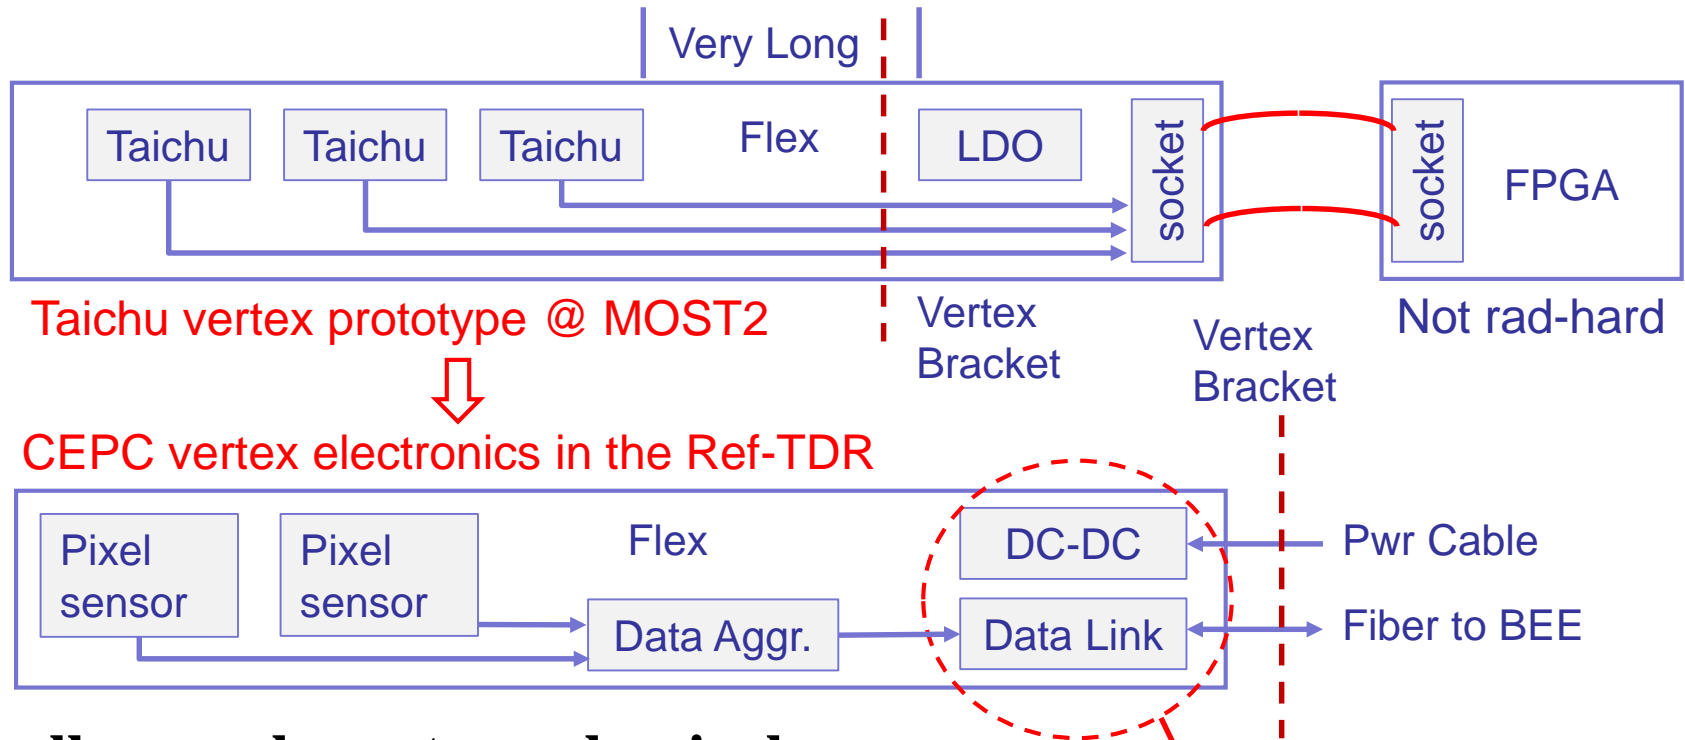 Very Long
Taichu
Taichu
Taichu
Flex
LDO
socket
socket
FPGA
Taichu vertex prototype @ MOST2
Vertex
Bracket
Not rad-hard
Vertex
Bracket
CEPC vertex electronics in the Ref-TDR
Pixel
sensor
Pixel
sensor
Flex
Data Aggr.
DC-DC
Data Link
Pwr Cable
Fiber to BEE